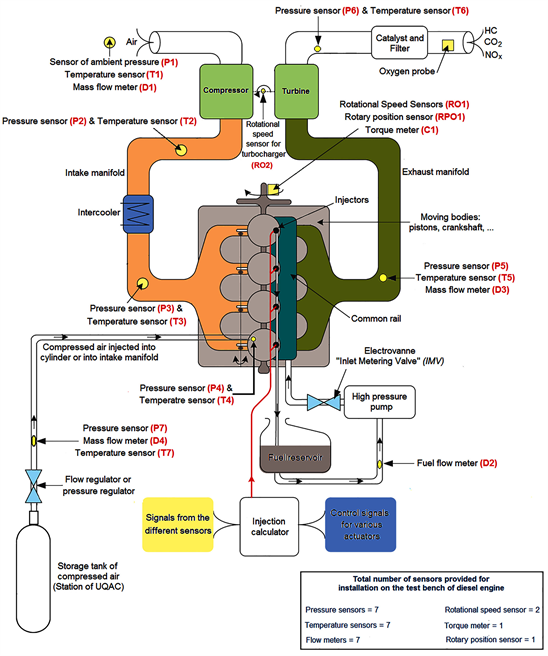 Pressure sensor (P6) & Temperature sensor (T6)
Air
Catalyst and
Filter
HC
CO2
NOx
Oxygen probe
Sensor of ambient pressure (P1)
Temperature sensor (T1)
Mass flow meter (D1)
Compressor
Turbine
Rotational
speed
sensor for
turbocharger
(RO2)
Rotational Speed Sensors (RO1)
Rotary position sensor (RPO1)
Torque meter (C1)
Pressure sensor (P2) & Temperature sensor (T2)
Intake manifold
Exhaust manifold
Intercooler
Injectors
Moving bodies:
pistons, crankshaft, ...
Pressure sensor (P5)
Temperature sensor (T5)
Mass flow meter (D3)
Pressure sensor (P3) &
Temperature sensor (T3)
Common rail
Compressed air injected into
cylinder or into intake manifold
Electrovanne
"Inlet Metering Valve" (IMV)
Pressure sensor (P4) &
Temperatre sensor (T4)
High pressure
pump
Pressure sensor (P7)
Mass flow meter (D4)
Temperature sensor (T7)
Fuel reservoir
Fuel flow meter (D2)
Flow regulator or
pressure regulator
Signals from the
different sensors
Injection
calculator
Control signals
for various
actuators
Storage tank of
compressed air
(Station of UQAC)
Total number of sensors provided for
installation on the test bench of diesel engine
Pressure sensors = 7
Rotational speed sensor = 2
Temperature sensors = 7
Torque meter = 1
Flow meters = 7
Rotary position sensor = 1